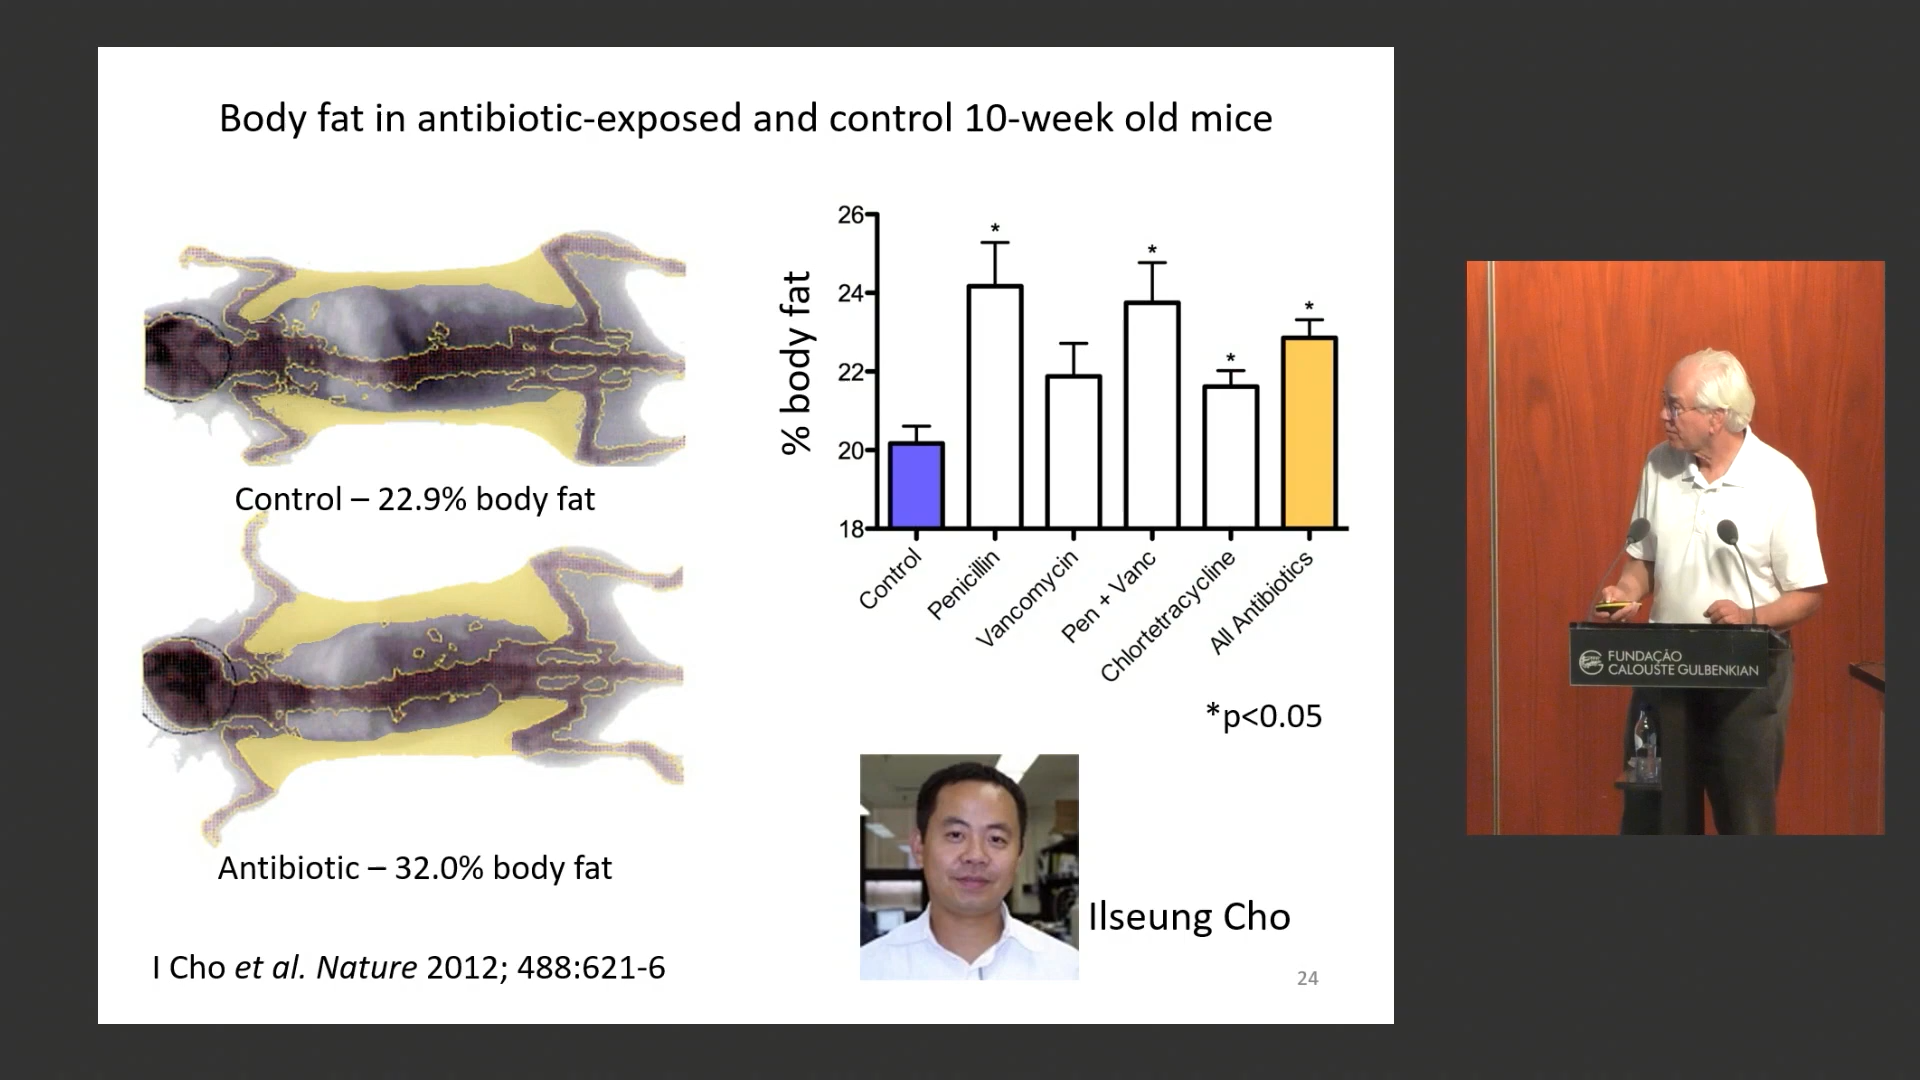 Body fat in antibiotic-exposed and control 10-week old mice
Control – 22.9% body fat
Antibiotic – 32.0% body fat
I Cho et al. Nature 2012; 488:621-6
% body fat
26
24
22
20
18
*
*
*
*
Control
Penicillin
Vancomycin
Pen + Vanc
Chlortetracycline
All Antibiotics
*p<0.05
Ilseung Cho
24
FUNDAÇÃO
CALOUSTE GULBENKIAN